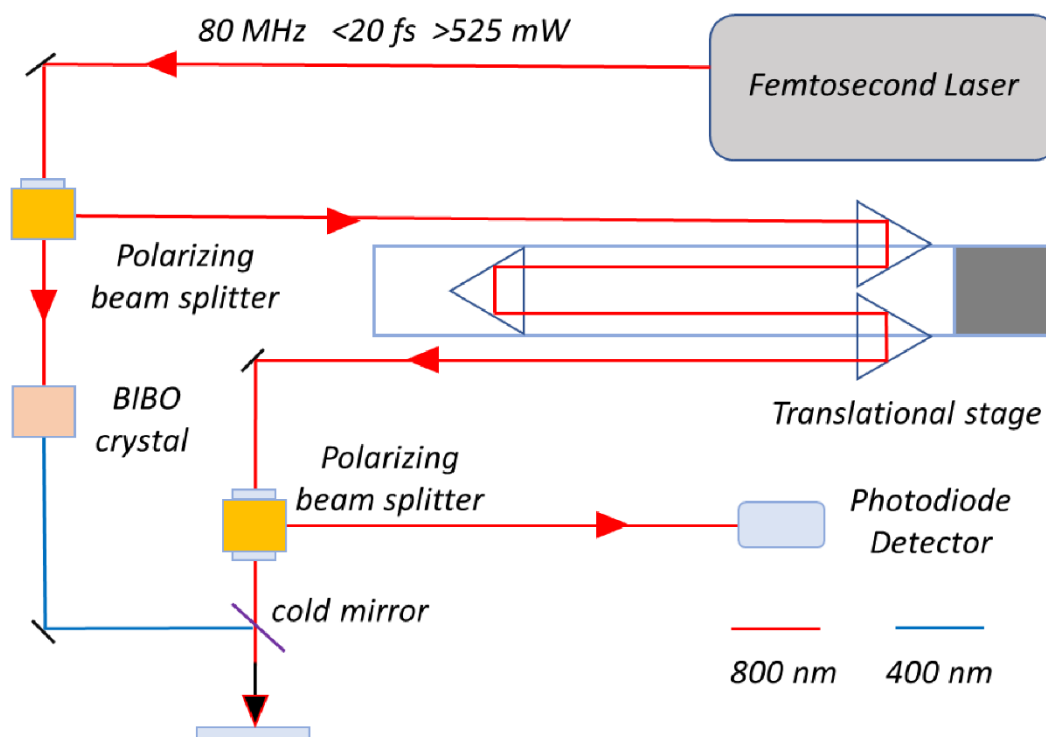 80 MHz <20 fs >525 mW
Femtosecond Laser
Polarizing
beam splitter
BIBO
crystal
Translational stage
Polarizing
beam splitter
Photodiode
Detector
cold mirror
800 nm
400 nm